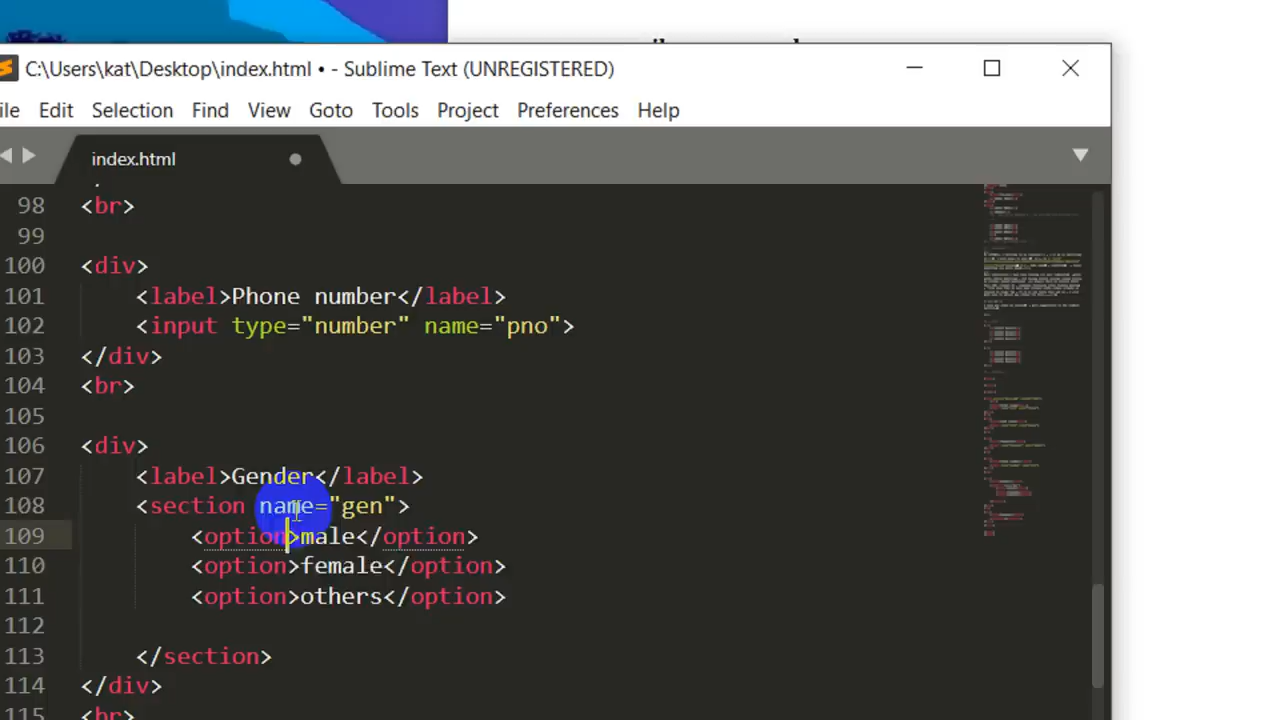 C:\Users\kat\Desktop\index.html • - Sublime Text (UNREGISTERED)
ile Edit Selection Find View Goto Tools Project Preferences Help
index.html
98 <br>
99
100 <div>
101 <label>Phone number</label>
102 <input type="number" name="pno">
103 </div>
104 <br>
105
106 <div>
107 <label>Gender</label>
108 <section name="gen">
109 <option>male</option>
110 <option>female</option>
111 <option>others</option>
112
113 </section>
114 </div>
115 <br>